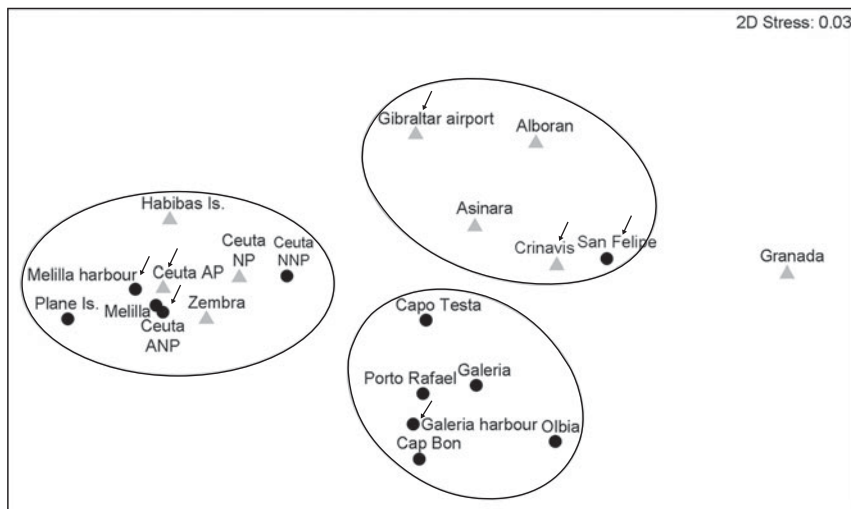 2D Stress: 0.03
Gibraltar airport
Alboran
Habibas Is.
Asinara
Ceuta
NP
Ceuta
NNP
Crinavis
San Felipe
Granada
Melilla harbour
Ceuta AP
Plane Is.
Melilla
Zembra
Ceuta
ANP
Capo Testa
Porto Rafael
Galeria
Galeria harbour
Olbia
Cap Bon